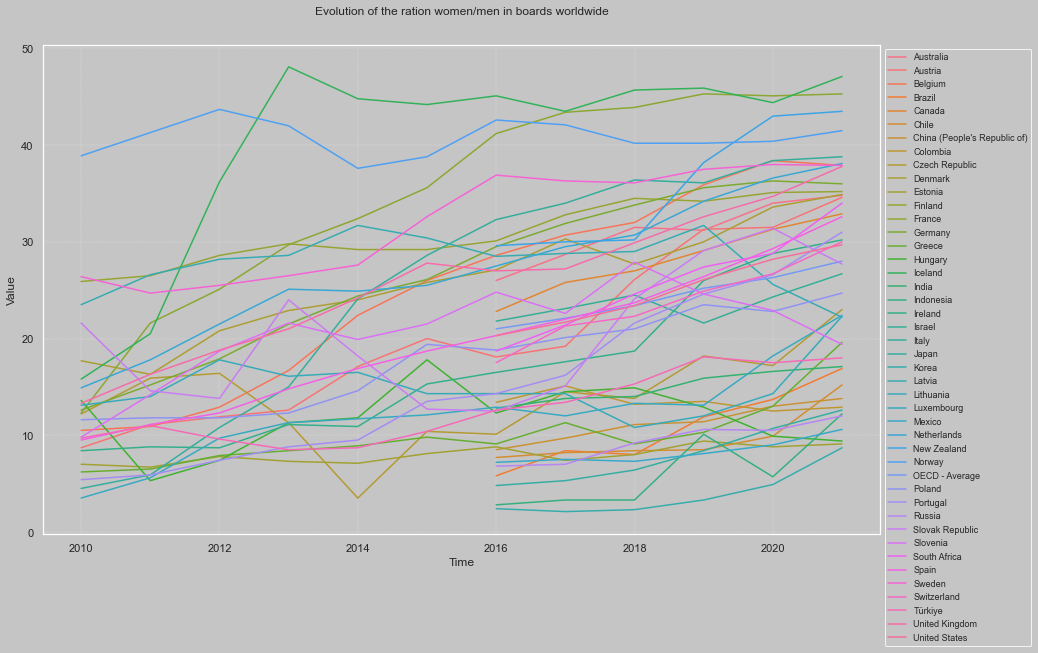 Evolution of the ration women/men in boards worldwide
50
40
30
20
10
0
Value
2010
2012
2014
2016
2018
2020
Time
Australia
Austria
Belgium
Brazil
Canada
Chile
China (People's Republic of)
Colombia
Czech Republic
Denmark
Estonia
Finland
France
Germany
Greece
Hungary
Iceland
India
Indonesia
Ireland
Israel
Italy
Japan
Korea
Latvia
Lithuania
Luxembourg
Mexico
Netherlands
New Zealand
Norway
OECD - Average
Poland
Portugal
Russia
Slovak Republic
Slovenia
South Africa
Spain
Sweden
Switzerland
Türkiye
United Kingdom
United States